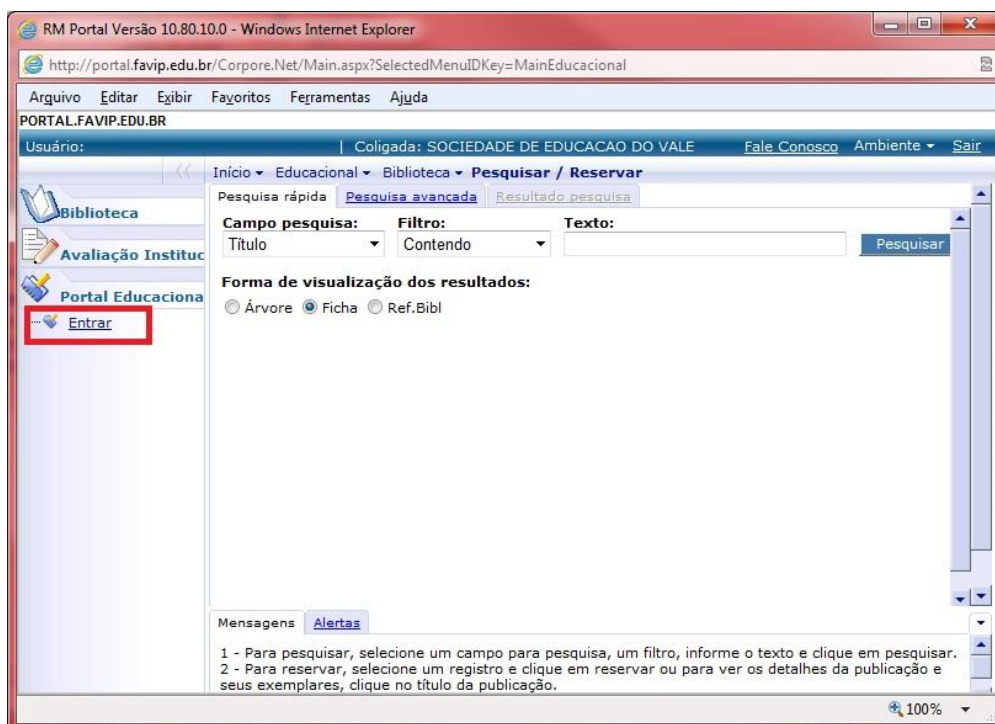 RM Portal Versão 10.80.10.0 - Windows Internet Explorer
http://portal.favip.edu.br/Corpore.Net/Main.aspx?SelectedMenuIDKey=MainEducacional
Arquivo Editar Exibir Favoritos Ferramentas Ajuda
PORTAL.FAVIP.EDU.BR
Usuário: | Coligada: SOCIEDADE DE EDUCACAO DO VALE Fale Conosco Ambiente Sair
Início Educacional Biblioteca Pesquisar / Reservar
Pesquisa rápida Pesquisa avançada Resultado pesquisa
Biblioteca
Avaliação Instituc
Portal Educaciona
Entrar
Campo pesquisa: Filtro: Texto:
Título Contendo Pesquisar
Forma de visualização dos resultados:
Árvore Ficha Ref.Bibl
Mensagens Alertas
1 - Para pesquisar, selecione um campo para pesquisa, um filtro, informe o texto e clique em pesquisar.
2 - Para reservar, selecione um registro e clique em reservar ou para ver os detalhes da publicação e
seus exemplares, clique no título da publicação.
100%